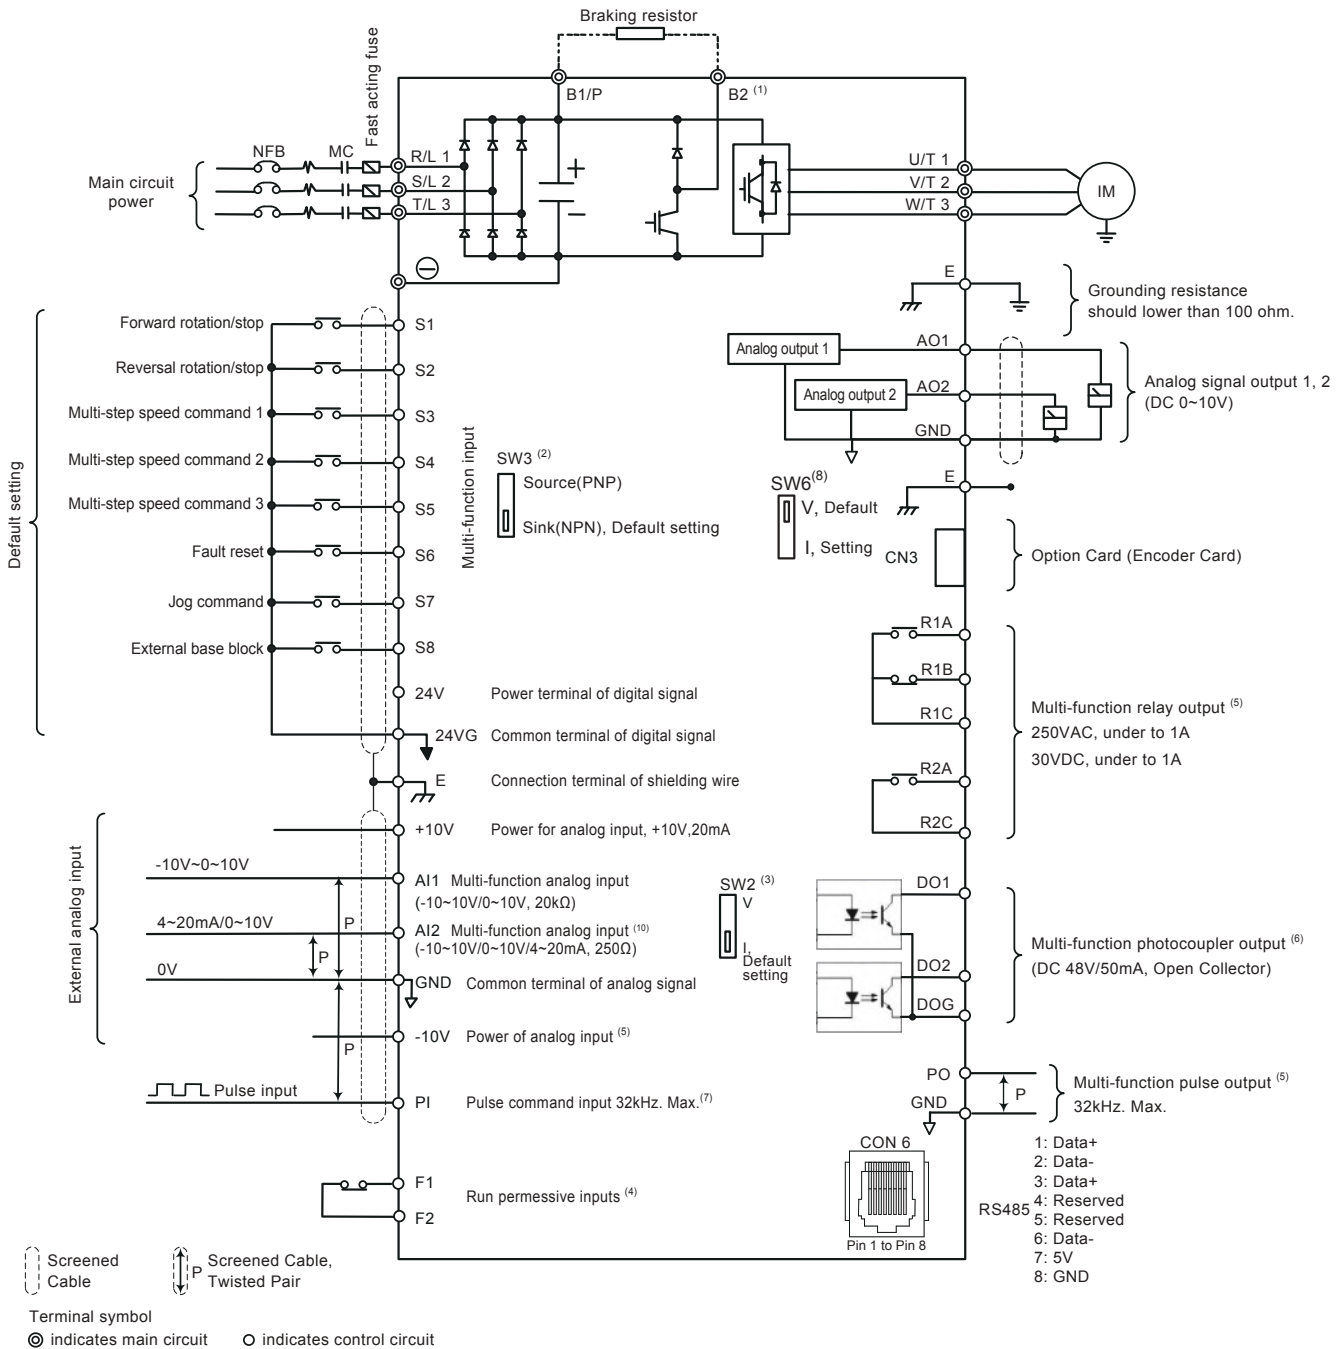 Braking resistor
Fast acting fuse
B1/P
B2 (1)
NFB
MC
R/L 1
S/L 2
T/L 3
Main circuit
power
+
−
U/T 1
V/T 2
W/T 3
IM
E
Grounding resistance
should lower than 100 ohm.
Default setting
Forward rotation/stop
S1
Reversal rotation/stop
S2
Multi-step speed command 1
S3
Multi-step speed command 2
S4
Multi-step speed command 3
S5
Fault reset
S6
Jog command
S7
External base block
S8
Multi-function input
SW3 (2)
Source(PNP)
Sink(NPN), Default setting
24V
Power terminal of digital signal
24VG
Common terminal of digital signal
E
Connection terminal of shielding wire
Analog output 1
AO1
Analog output 2
AO2
GND
Analog signal output 1, 2
(DC 0~10V)
E
SW6(8)
V, Default
I, Setting
CN3
Option Card (Encoder Card)
R1A
R1B
R1C
R2A
R2C
Multi-function relay output (5)
250VAC, under to 1A
30VDC, under to 1A
External analog input
+10V
Power for analog input, +10V,20mA
-10V~0~10V
AI1 Multi-function analog input
(-10~10V/0~10V, 20kΩ)
P
4~20mA/0~10V
AI2 Multi-function analog input (10)
(-10~10V/0~10V/4~20mA, 250Ω)
P
0V
GND Common terminal of analog signal
-10V
Power of analog input (5)
P
Pulse input
PI
Pulse command input 32kHz. Max.(7)
SW2 (3)
V
I,
Default
setting
DO1
DO2
DOG
Multi-function photocoupler output (6)
(DC 48V/50mA, Open Collector)
PO
GND
P
Multi-function pulse output (5)
32kHz. Max.
F1
F2
Run permessive inputs (4)
CON 6
Pin 1 to Pin 8
RS485
1: Data+
2: Data-
3: Data+
4: Reserved
5: Reserved
6: Data-
7: 5V
8: GND
Screened
Cable
P
Screened Cable,
Twisted Pair
Terminal symbol
indicates main circuit
indicates control circuit